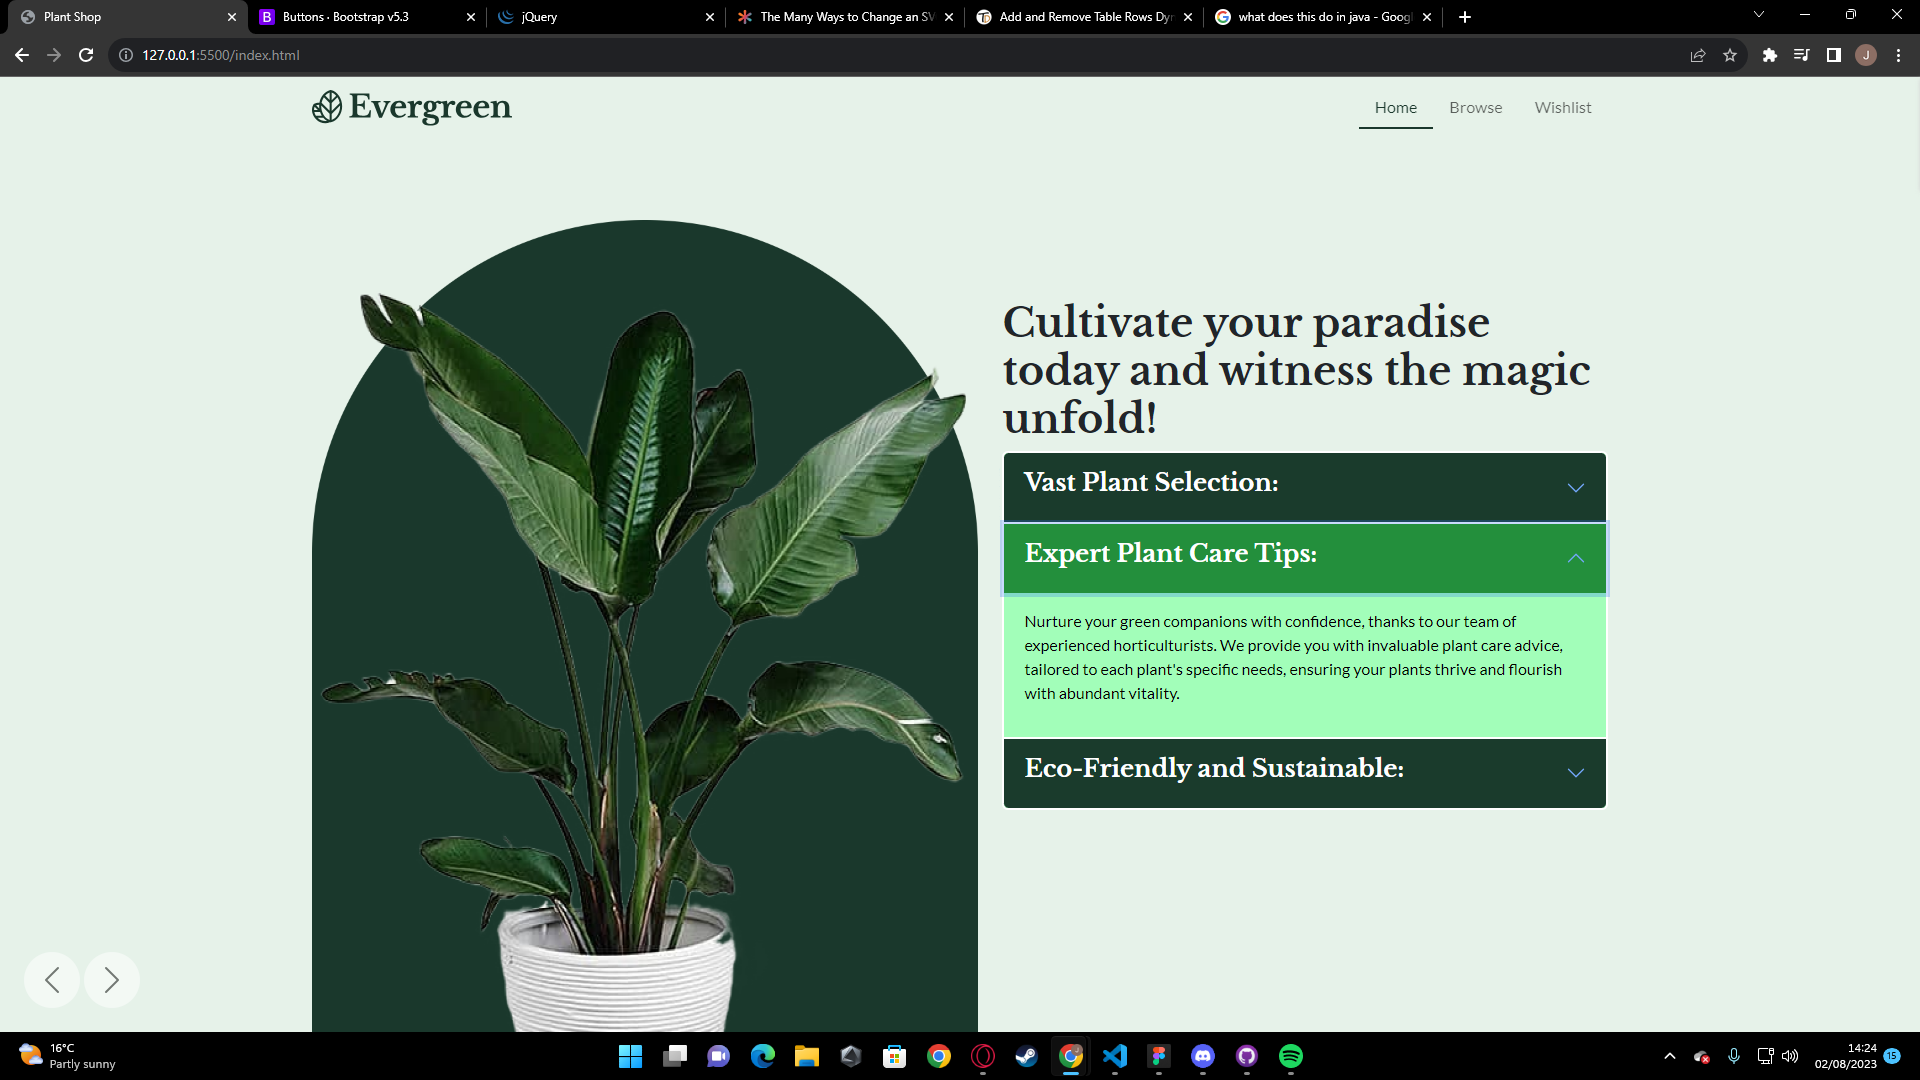 Plant Shop
Buttons · Bootstrap v5.3
jQuery
The Many Ways to Change an SV
Add and Remove Table Rows Dyn
what does this do in java - Googl
127.0.0.1:5500/index.html
J
Evergreen
Home
Browse
Wishlist
Cultivate your paradise
today and witness the magic
unfold!
Vast Plant Selection:
Expert Plant Care Tips:
Nurture your green companions with confidence, thanks to our team of
experienced horticulturists. We provide you with invaluable plant care advice,
tailored to each plant's specific needs, ensuring your plants thrive and flourish
with abundant vitality.
Eco-Friendly and Sustainable:
16°C
Partly sunny
14:24
02/08/2023
15